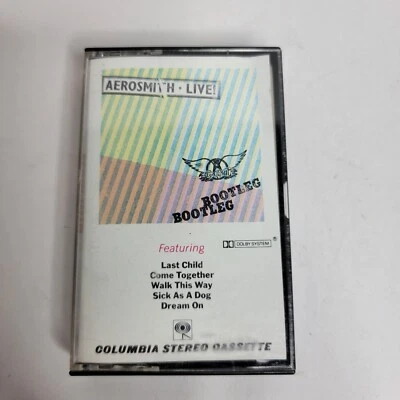 AEROSMITH · LIVE!
AEROSMITH
BOOTLEG
BOOTLEG
Featuring
DOLBY SYSTEM ®
Last Child
Come Together
Walk This Way
Sick As A Dog
Dream On
COLUMBIA STEREO CASSETTE